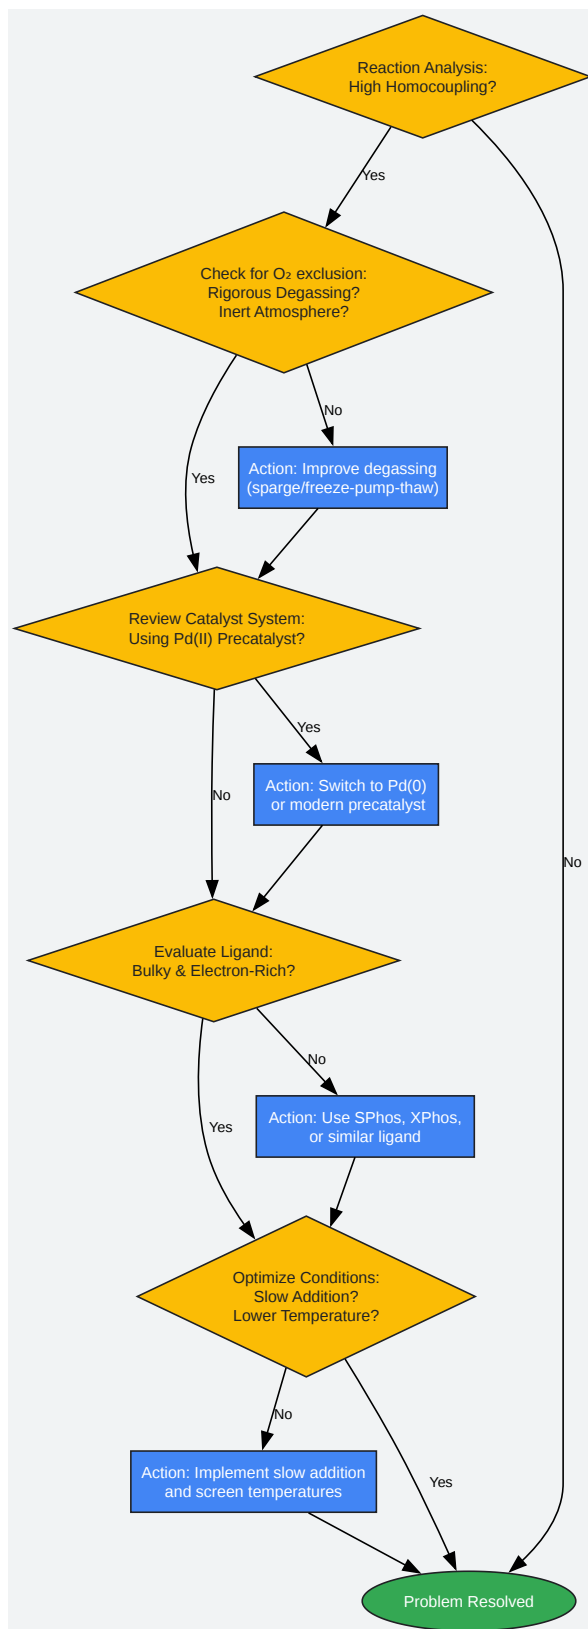 Reaction Analysis:
High Homocoupling?
Yes
Check for O₂ exclusion:
Rigorous Degassing?
Inert Atmosphere?
No
Action: Improve degassing
(sparge/freeze-pump-thaw)
Yes
Review Catalyst System:
Using Pd(II) Precatalyst?
Yes
Action: Switch to Pd(0)
or modern precatalyst
No
No
Evaluate Ligand:
Bulky & Electron-Rich?
No
Action: Use SPhos, XPhos,
or similar ligand
Yes
Optimize Conditions:
Slow Addition?
Lower Temperature?
No
Action: Implement slow addition
and screen temperatures
Yes
Problem Resolved